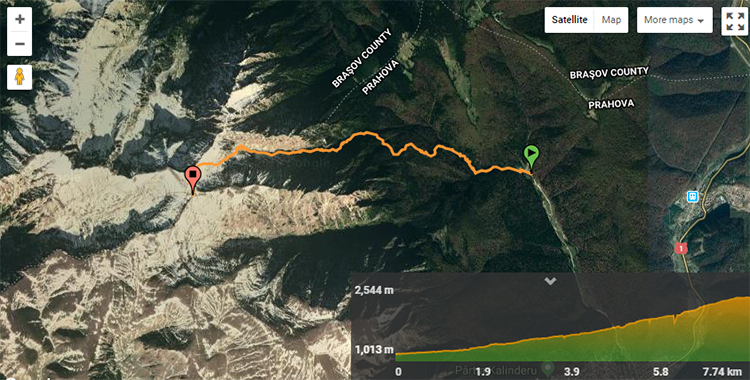 +
−
Satellite
Map
More maps
BRAŞOV COUNTY
PRAHOVA
BRAŞOV COUNTY
PRAHOVA
1
2,544 m
1,013 m
Kalinderu
0
1.9
3.9
5.8
7.74 km